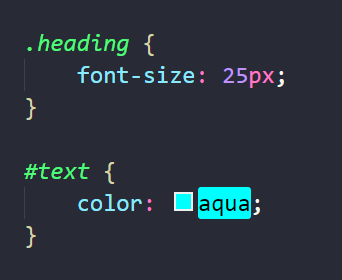 .heading {
    font-size: 25px;
}

#text {
    color: aqua;
}